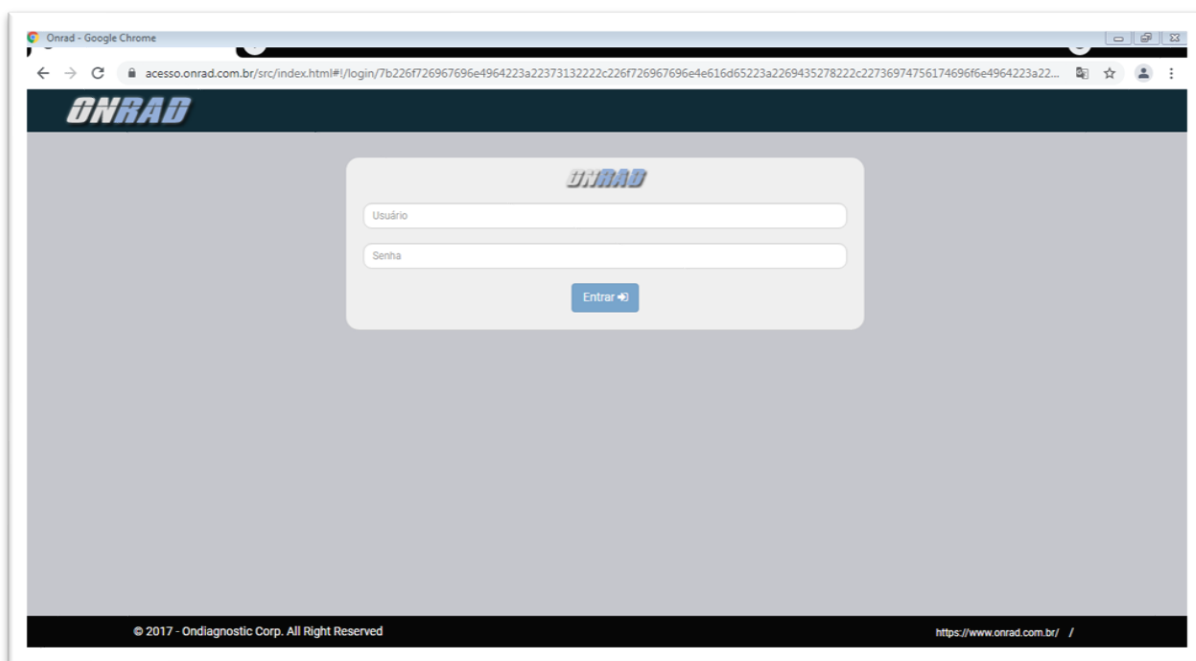 Onrad - Google Chrome
acesso.onrad.com.br/src/index.html#!/login/7b226f726967696e4964223a22373132222c226f726967696e4e616d65223a2269435278222c22736974756174696f6e4964223a22...
ONRAD
ONRAD
Usuário
Senha
Entrar
© 2017 - Ondiagnostic Corp. All Right Reserved
https://www.onrad.com.br/ /